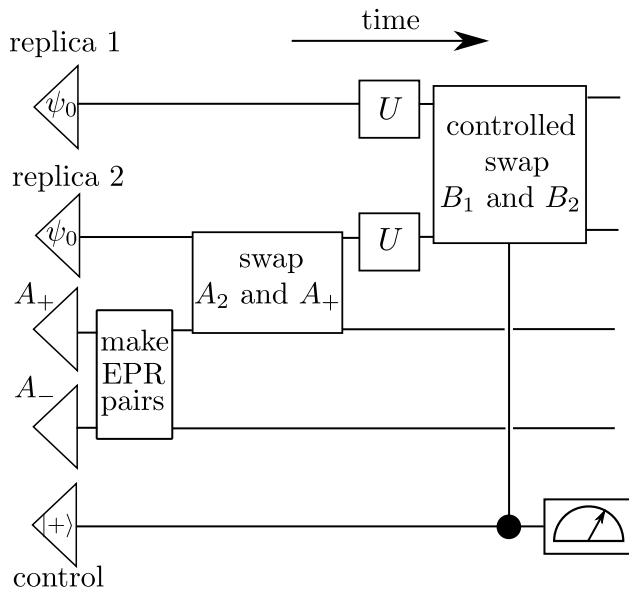 time
replica 1
ψ₀
U
controlled
swap
B₁ and B₂
replica 2
ψ₀
U
swap
A₂ and A₊
A₊
make
EPR
pairs
A₋
|+⟩
control